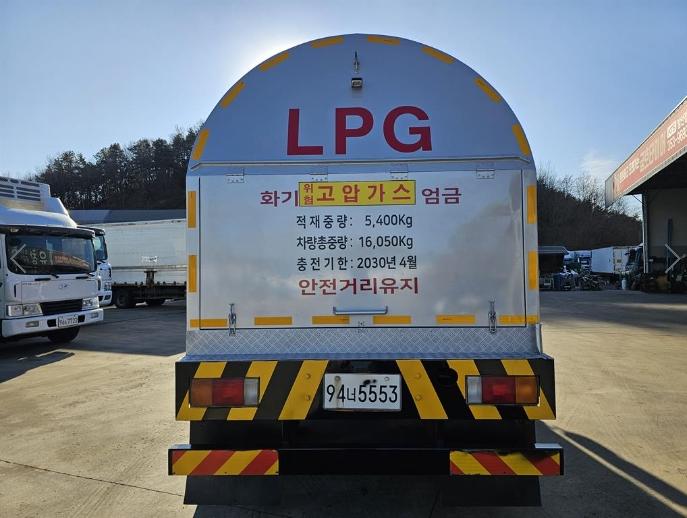 LPG
화기 위험 고압가스 엄금
적재중량: 5,400Kg
차량총중량: 16,050Kg
충전기한: 2030년 4월
안전거리유지
94너5553